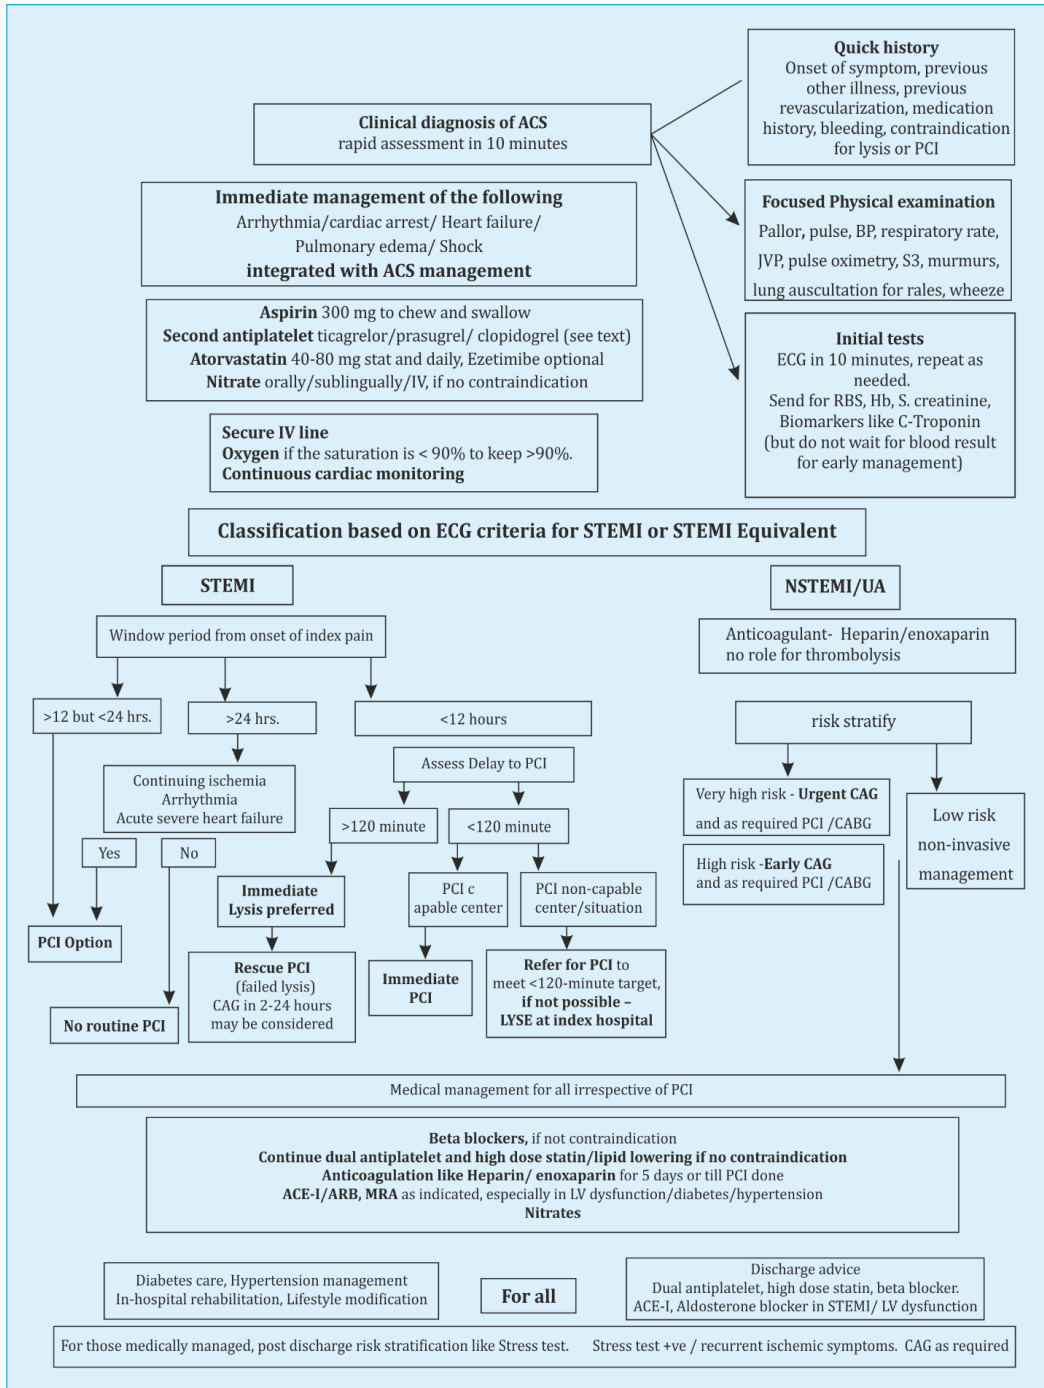 Quick history
Onset of symptom, previous
other illness, previous
revascularization, medication
history, bleeding, contraindication
for lysis or PCI
Clinical diagnosis of ACS
rapid assessment in 10 minutes
Immediate management of the following
Arrhythmia/cardiac arrest/ Heart failure/
Pulmonary edema/ Shock
integrated with ACS management
Focused Physical examination
Pallor, pulse, BP, respiratory rate,
JVP, pulse oximetry, S3, murmurs,
lung auscultation for rales, wheeze
Aspirin 300 mg to chew and swallow
Second antiplatelet ticagrelor/prasugrel/ clopidogrel (see text)
Atorvastatin 40-80 mg stat and daily, Ezetimibe optional
Nitrate orally/sublingually/IV, if no contraindication
Initial tests
ECG in 10 minutes, repeat as
needed.
Send for RBS, Hb, S. creatinine,
Biomarkers like C-Troponin
(but do not wait for blood result
for early management)
Secure IV line
Oxygen if the saturation is < 90% to keep >90%.
Continuous cardiac monitoring
Classification based on ECG criteria for STEMI or STEMI Equivalent
STEMI
NSTEMI/UA
Window period from onset of index pain
Anticoagulant- Heparin/enoxaparin
no role for thrombolysis
>12 but <24 hrs.
>24 hrs.
<12 hours
risk stratify
Continuing ischemia
Arrhythmia
Acute severe heart failure
Assess Delay to PCI
Very high risk - Urgent CAG
and as required PCI /CABG
Low risk
non-invasive
management
>120 minute
<120 minute
Yes
No
High risk -Early CAG
and as required PCI /CABG
Immediate
Lysis preferred
PCI c
apable center
PCI non-capable
center/situation
PCI Option
Rescue PCI
(failed lysis)
CAG in 2-24 hours
may be considered
Immediate
PCI
Refer for PCI to
meet <120-minute target,
if not possible –
LYSE at index hospital
No routine PCI
Medical management for all irrespective of PCI
Beta blockers, if not contraindication
Continue dual antiplatelet and high dose statin/lipid lowering if no contraindication
Anticoagulation like Heparin/ enoxaparin for 5 days or till PCI done
ACE-I/ARB, MRA as indicated, especially in LV dysfunction/diabetes/hypertension
Nitrates
Diabetes care, Hypertension management
In-hospital rehabilitation, Lifestyle modification
For all
Discharge advice
Dual antiplatelet, high dose statin, beta blocker.
ACE-I, Aldosterone blocker in STEMI/ LV dysfunction
For those medically managed, post discharge risk stratification like Stress test. Stress test +ve / recurrent ischemic symptoms. CAG as required